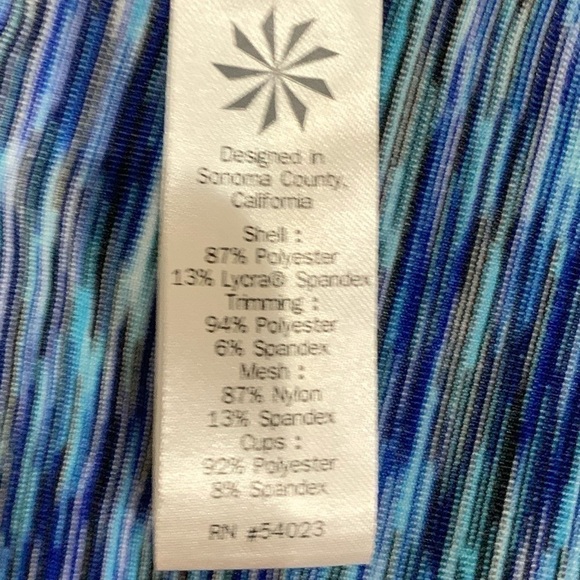 Designed in
Sonoma County,
California
Shell :
87% Polyester
13% Lycra® Spandex
Trimming :
94% Polyester
6% Spandex
Mesh :
87% Nylon
13% Spandex
Cups :
92% Polyester
8% Spandex
RN #54023